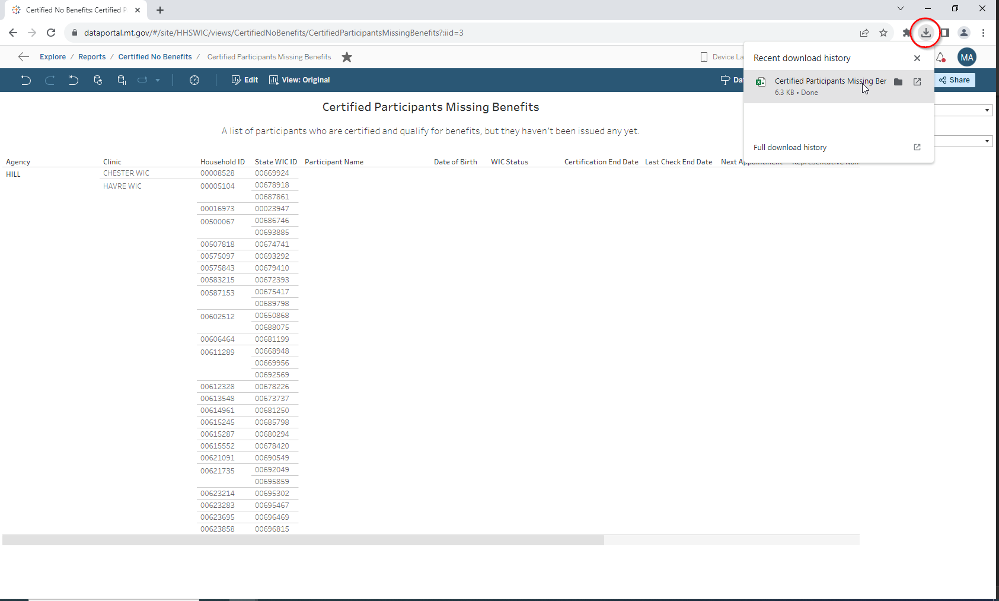 Certified No Benefits: Certified P
dataportal.mt.gov/#/site/HHSWIC/views/CertifiedNoBenefits/CertifiedParticipantsMissingBenefits?:iid=3
Explore / Reports / Certified No Benefits / Certified Participants Missing Benefits
Device La
MA
Recent download history
Certified Participants Missing Ber
6.3 KB • Done
Full download history
Edit
View: Original
Da
Share
Certified Participants Missing Benefits
A list of participants who are certified and qualify for benefits, but they haven't been issued any yet.
Agency Clinic Household ID State WIC ID Participant Name Date of Birth WIC Status Certification End Date Last Check End Date Next Appointment Representative
HILL CHESTER WIC 00008528 00669924
HAVRE WIC 00005104 00678918
00687861
00016973 00023947
00500067 00686746
00693885
00507818 00674741
00575097 00693292
00575843 00679410
00583215 00672393
00587153 00675417
00689798
00602512 00650868
00688075
00606464 00681199
00611289 00668948
00669956
00692569
00612328 00678226
00613548 00673737
00614961 00681250
00615245 00685798
00615287 00680294
00615552 00678420
00621091 00690549
00621735 00692049
00695859
00623214 00695302
00623283 00695467
00623695 00696469
00623858 00696815